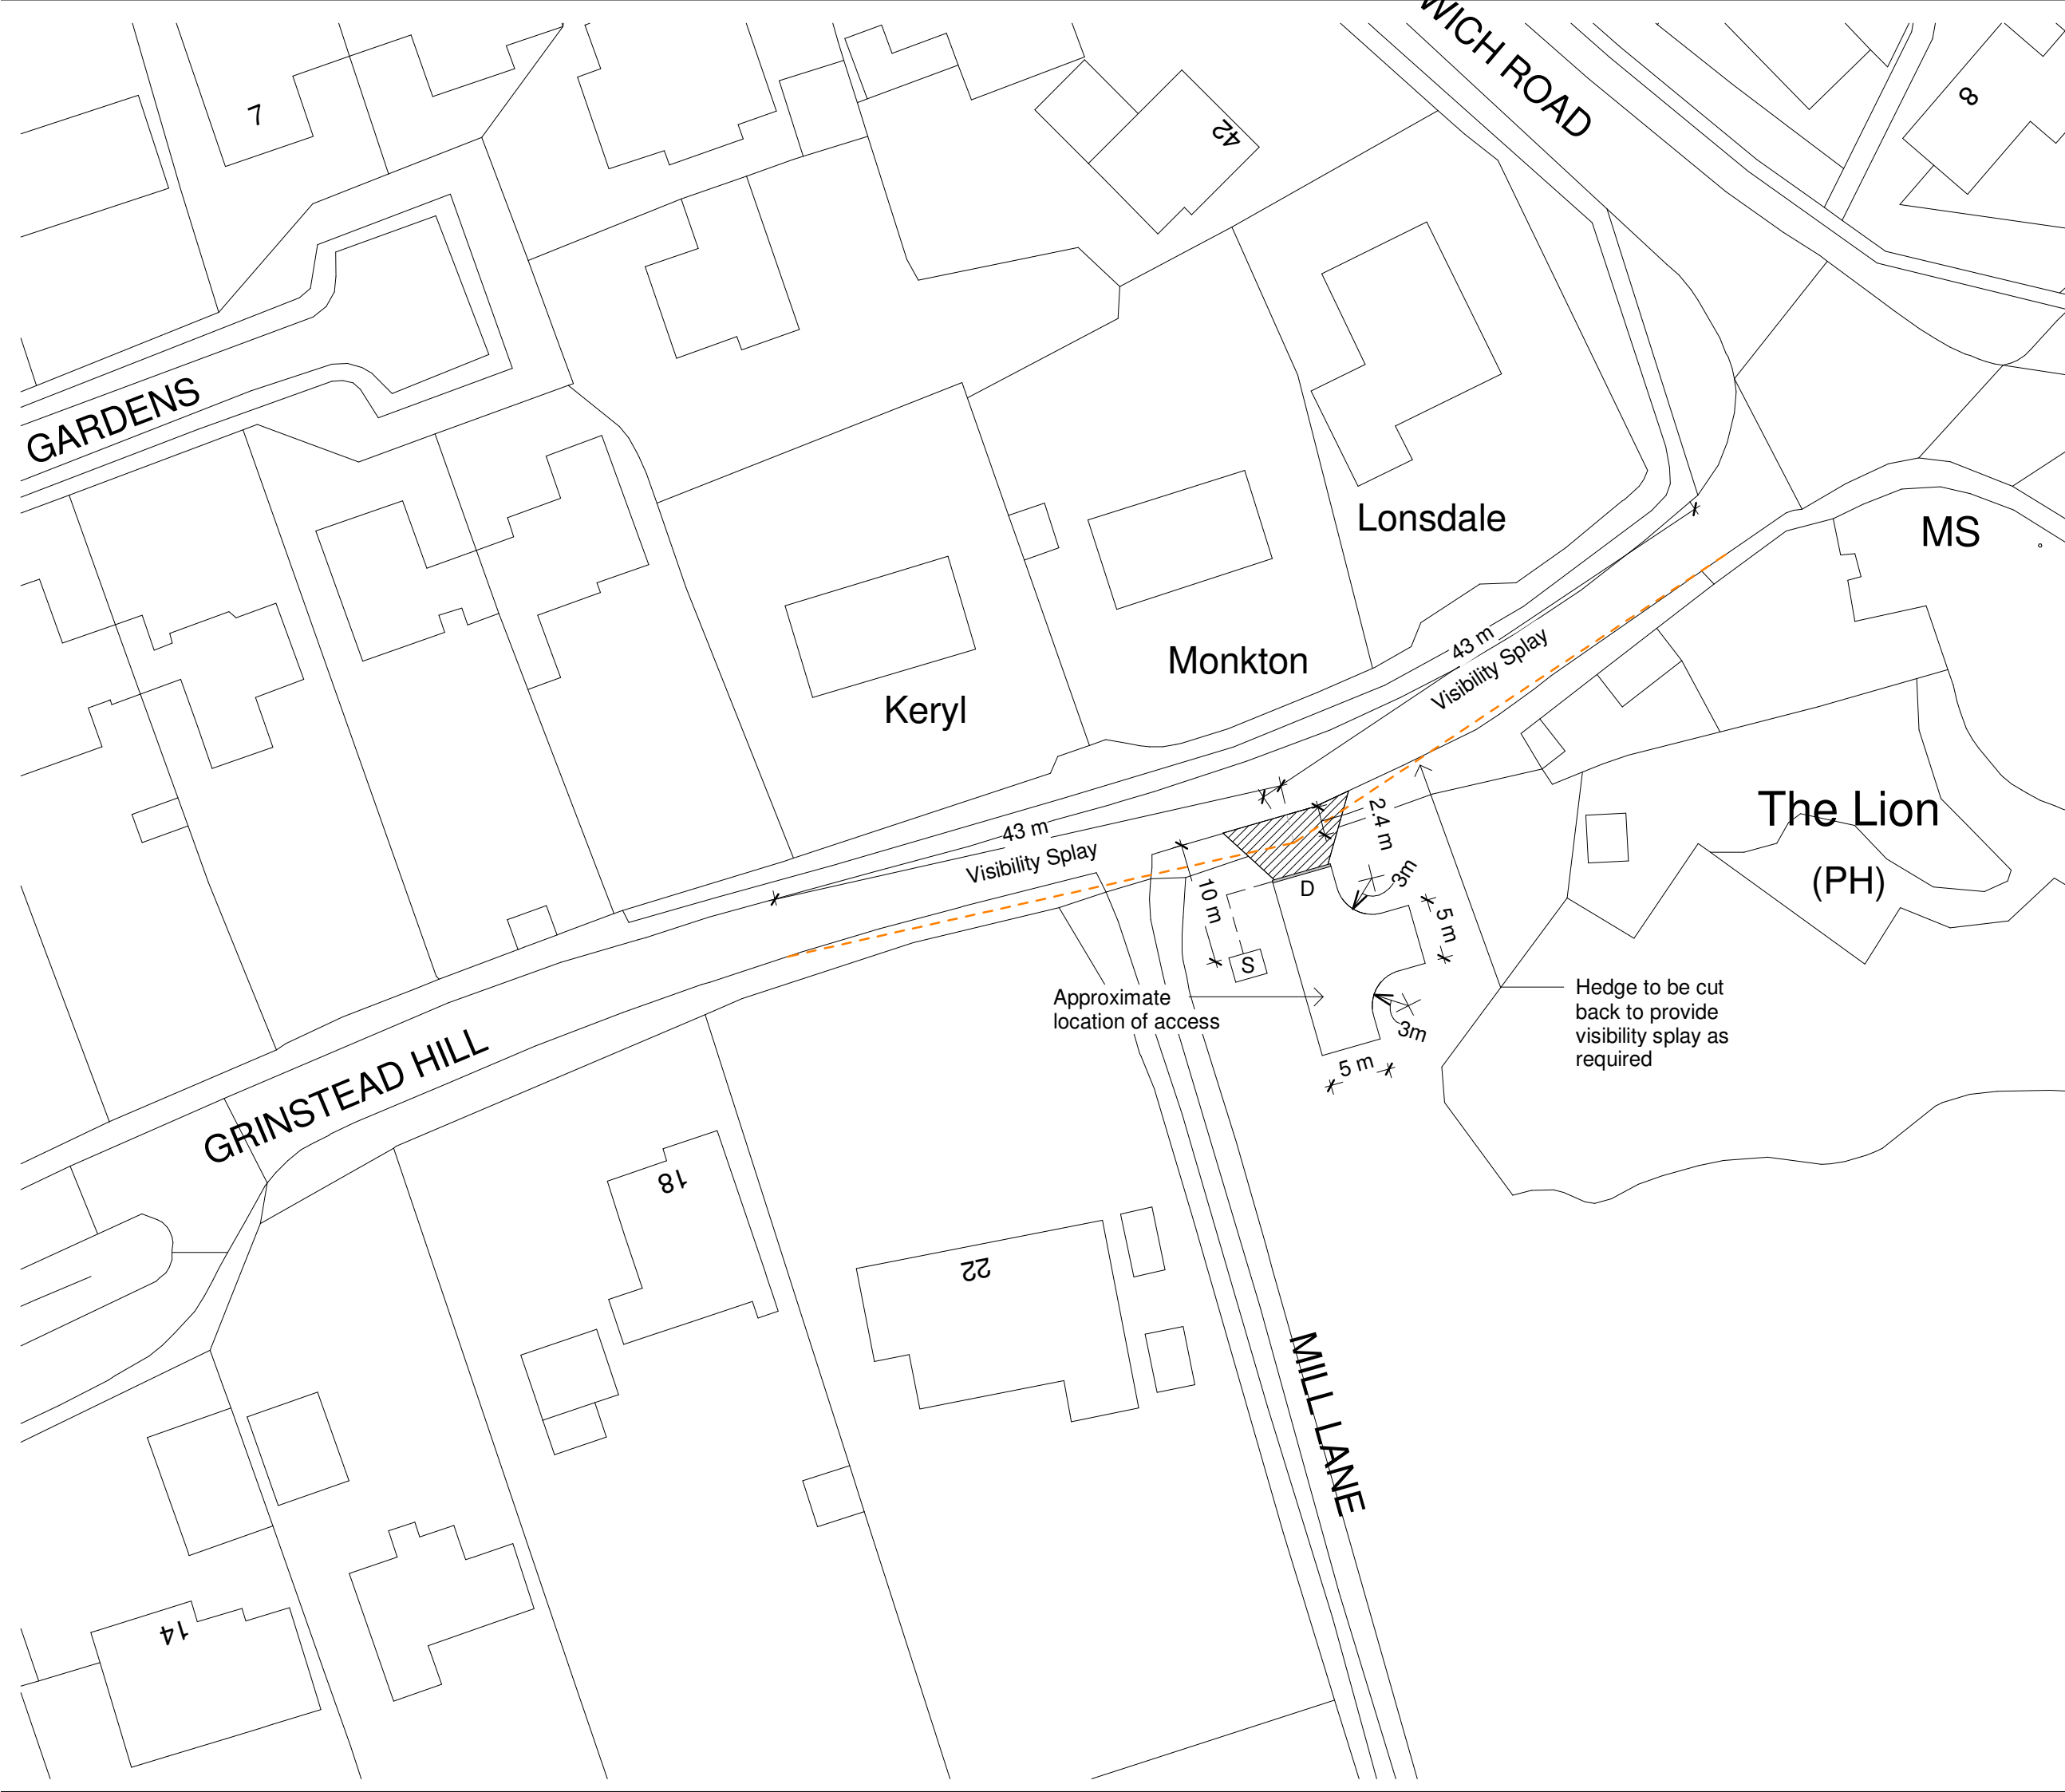 WICH ROAD
7
42
8
GARDENS
Lonsdale
MS
Monkton
Keryl
43 m
Visibility Splay
43 m
Visibility Splay
2.4 m
The Lion
(PH)
3m
10 m
D
5 m
S
Approximate
location of access
Hedge to be cut
back to provide
visibility splay as
required
3m
5 m
GRINSTEAD HILL
18
22
MILL LANE
14